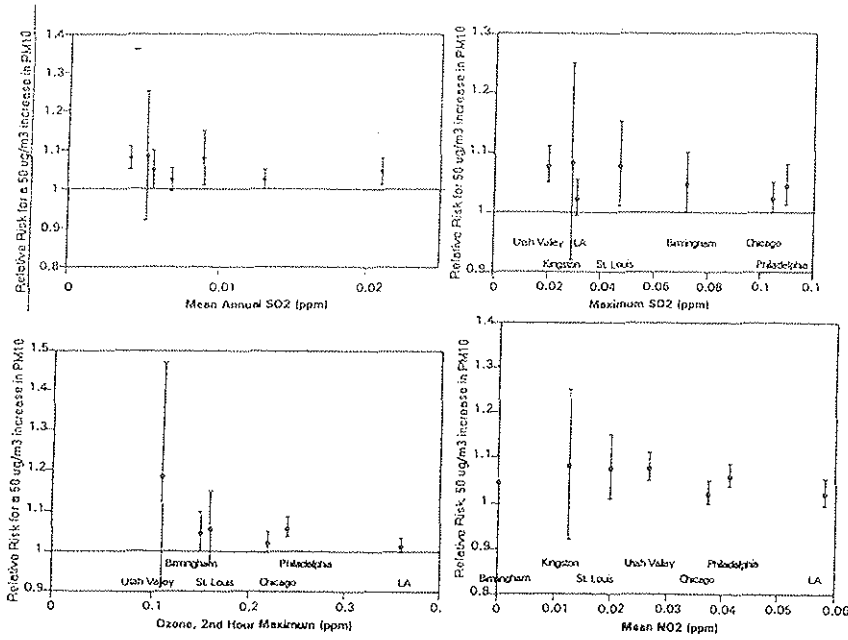 Relative Risk for a 50 ug/m3 increase in PM10
1.4
1.3
1.2
1.1
1
0.9
0.8
0
0.01
0.02
Mean Annual SO2 (ppm)
Relative Risk for 50 ug/m3 increase in PM10
1.3
1.2
1.1
1
0.9
Utah Valley LA Birmingham Chicago
Kingston St. Louis Philadelphia
0 0.02 0.04 0.06 0.08 0.1 0.1
Maximum SO2 (ppm)
Relative Risk for a 50 ug/m3 increase in PM10
1.5
1.4
1.3
1.2
1.1
1
0.9
Birmingham Philadelphia
Utah Valley St. Louis Chicago LA
0 0.1 0.2 0.3 0.
Ozone, 2nd Hour Maximum (ppm)
Relative Risk, 50 ug/m3 increase in PM10
1.4
1.3
1.2
1.1
1
0.9
0.8
Kingston Utah Valley Philadelphia
Birmingham St. Louis Chicago LA
0 0.01 0.02 0.03 0.04 0.05 0.06
Mean NO2 (ppm)